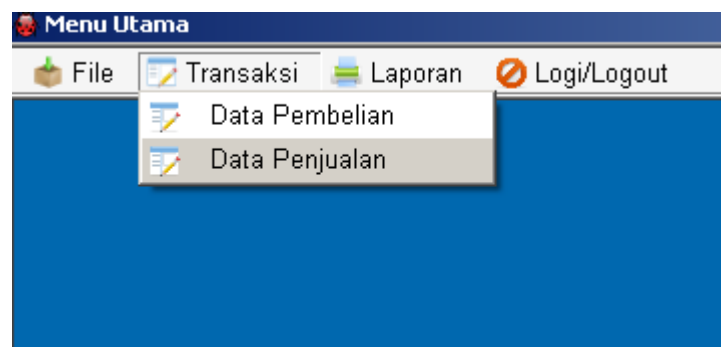 Menu Utama
File Transaksi Laporan Logi/Logout
Data Pembelian
Data Penjualan